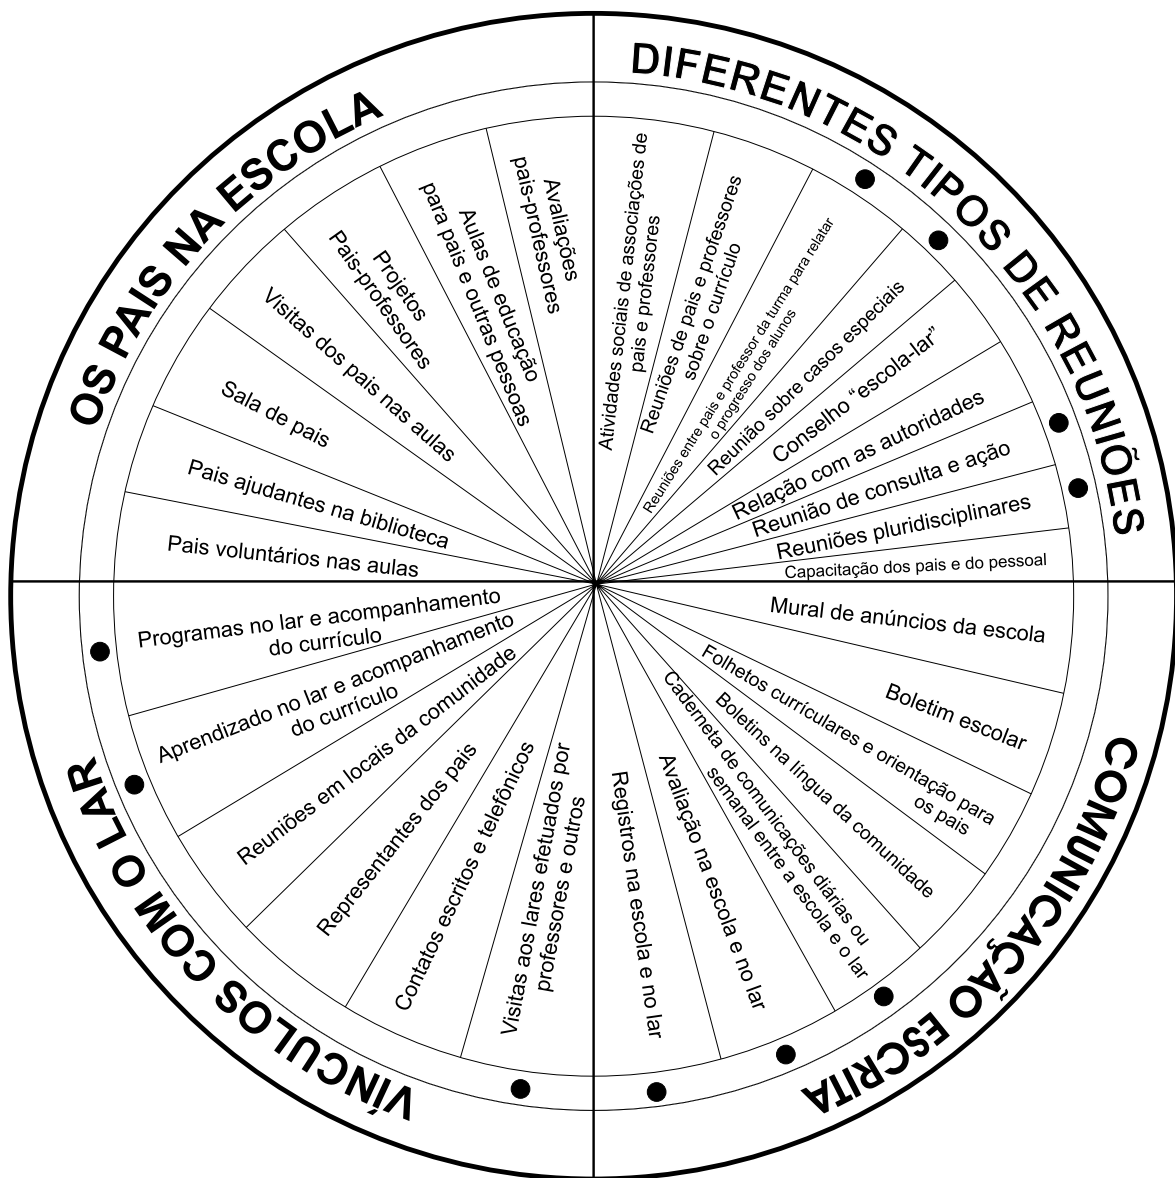 DIFERENTES TIPOS DE REUNIÕES
Atividades sociais de associações de
pais e professores
Reuniões de pais e professores
sobre o currículo
Reuniões entre pais e professor da turma para relatar
o progresso dos alunos
Reunião sobre casos especiais
Conselho “escola-lar”
Relação com as autoridades
Reunião de consulta e ação
Reuniões pluridisciplinares
Capacitação dos pais e do pessoal
COMUNICAÇÃO ESCRITA
Mural de anúncios da escola
Boletim escolar
Folhetos currículares e orientação para
os pais
Boletins na língua da comunidade
Caderneta de comunicações diárias ou
semanal entre a escola e o lar
Avaliação na escola e no lar
Registros na escola e no lar
VÍNCULOS COM O LAR
Visitas aos lares efetuados por
professores e outros
Contatos escritos e telefônicos
Representantes dos pais
Reuniões em locais da comunidade
Aprendizado no lar e acompanhamento
do currículo
Programas no lar e acompanhamento
do currículo
OS PAIS NA ESCOLA
Pais voluntários nas aulas
Pais ajudantes na biblioteca
Sala de pais
Visitas dos pais nas aulas
Projetos
Pais-professores
Aulas de educação
para pais e outras pessoas
Avaliações
pais-professores